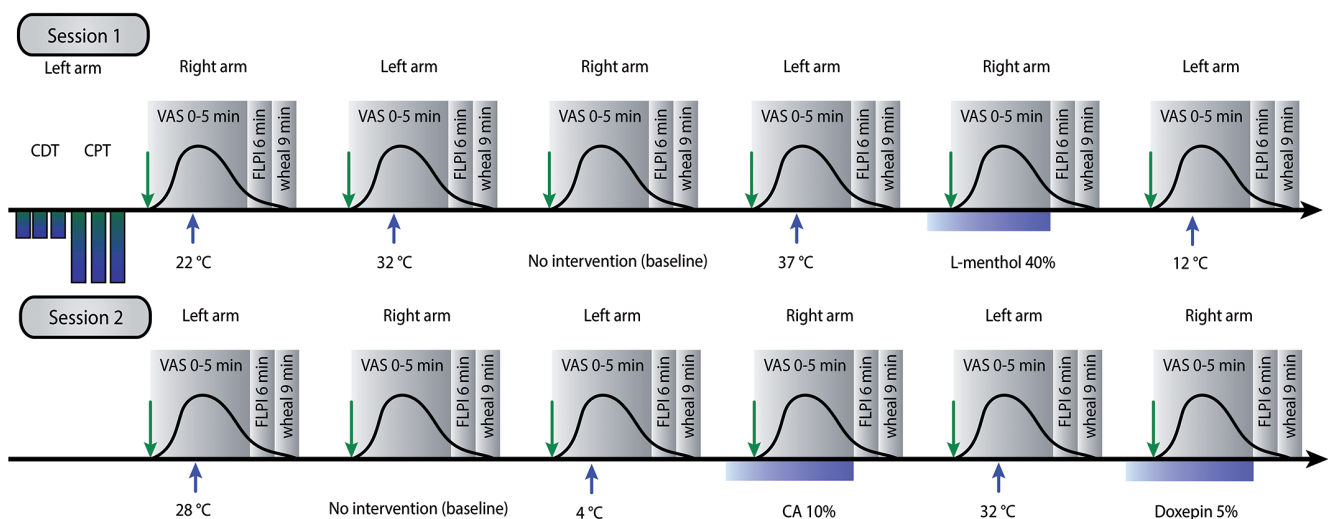 Session 1
Left arm
Right arm
Left arm
Right arm
Left arm
Right arm
Left arm
CDT CPT
VAS 0-5 min FLPI 6 min wheal 9 min
VAS 0-5 min FLPI 6 min wheal 9 min
VAS 0-5 min FLPI 6 min wheal 9 min
VAS 0-5 min FLPI 6 min wheal 9 min
VAS 0-5 min FLPI 6 min wheal 9 min
VAS 0-5 min FLPI 6 min wheal 9 min
22 °C
32 °C
No intervention (baseline)
37 °C
L-menthol 40%
12 °C
Session 2
Left arm
Right arm
Left arm
Right arm
Left arm
Right arm
VAS 0-5 min FLPI 6 min wheal 9 min
VAS 0-5 min FLPI 6 min wheal 9 min
VAS 0-5 min FLPI 6 min wheal 9 min
VAS 0-5 min FLPI 6 min wheal 9 min
VAS 0-5 min FLPI 6 min wheal 9 min
VAS 0-5 min FLPI 6 min wheal 9 min
28 °C
No intervention (baseline)
4 °C
CA 10%
32 °C
Doxepin 5%